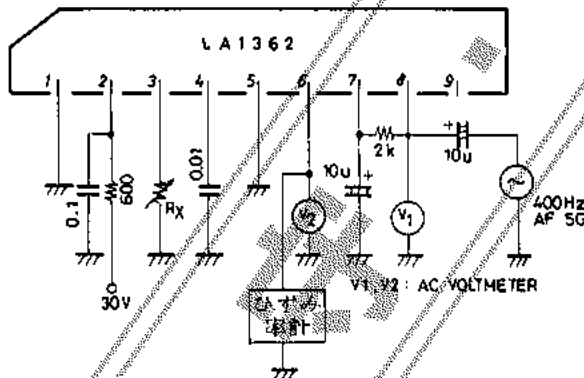 LA1362
1 2 3 4 5 6 7 8 9
0.1
600
RX
0.02
10u
+
2k
+
10u
V2
V1
400Hz
AF SG
30V
V1, V2 : AC VOLTMETER
ひずみ
率計